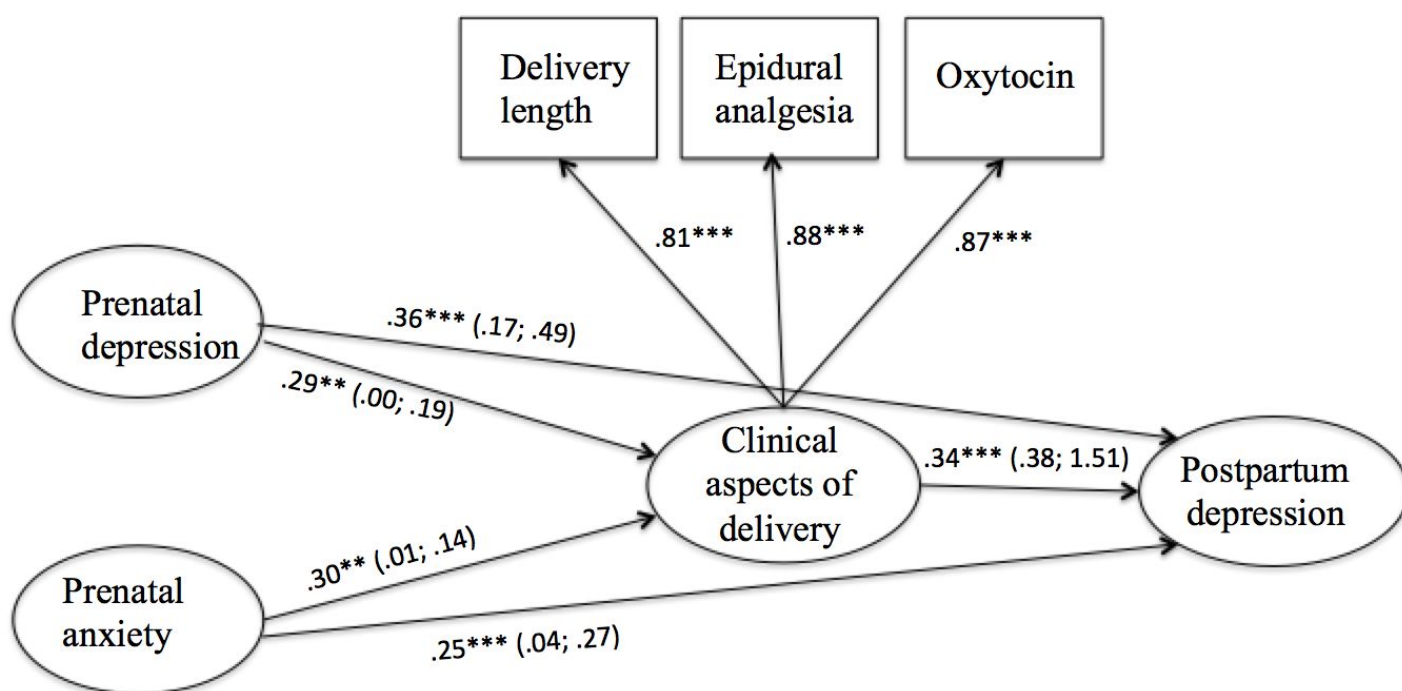 Delivery
length
Epidural
analgesia
Oxytocin
.81***
.88***
.87***
Prenatal
depression
.36*** (.17; .49)
.29** (.00; .19)
Clinical
aspects of
delivery
.34*** (.38; 1.51)
Postpartum
depression
.30** (.01; .14)
Prenatal
anxiety
.25*** (.04; .27)